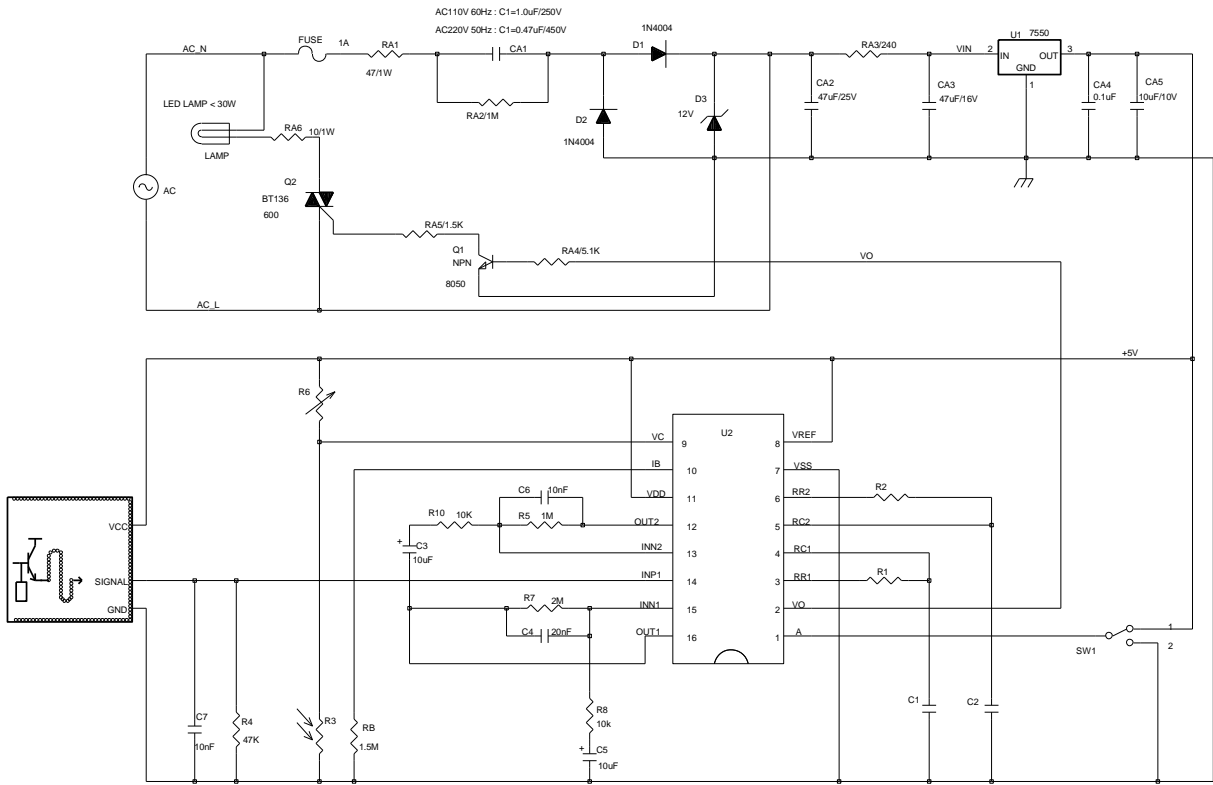 AC110V 60Hz : C1=1.0uF/250V
AC220V 50Hz : C1=0.47uF/450V
AC_N
FUSE
1A
RA1
47/1W
CA1
RA2/1M
D1
1N4004
D2
1N4004
D3
12V
RA3/240
VIN
2
U1
7550
IN
OUT
3
GND
1
CA2
47uF/25V
CA3
47uF/16V
CA4
0.1uF
CA5
10uF/10V
LED LAMP < 30W
LAMP
RA6
10/1W
AC
Q2
BT136
600
RA5/1.5K
Q1
NPN
8050
RA4/5.1K
VO
AC_L
+5V
R6
U2
VC
9
8
VREF
IB
10
7
VSS
VDD
11
6
RR2
R2
OUT2
12
5
RC2
INN2
13
4
RC1
INP1
14
3
RR1
R1
INN1
15
2
VO
OUT1
16
1
A
C6
10nF
R10
10K
R5
1M
C3
+
10uF
R7
2M
C4
20nF
VCC
SIGNAL
GND
SW1
1
2
C7
10nF
R4
47K
R3
RB
1.5M
R8
10k
C5
+
10uF
C1
C2